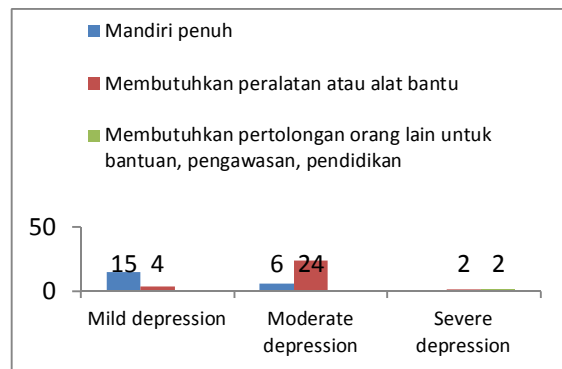 Mandiri penuh
Membutuhkan peralatan atau alat bantu
Membutuhkan pertolongan orang lain untuk
bantuan, pengawasan, pendidikan
50
0
15 4
6 24
2 2
Mild depression
Moderate
depression
Severe
depression